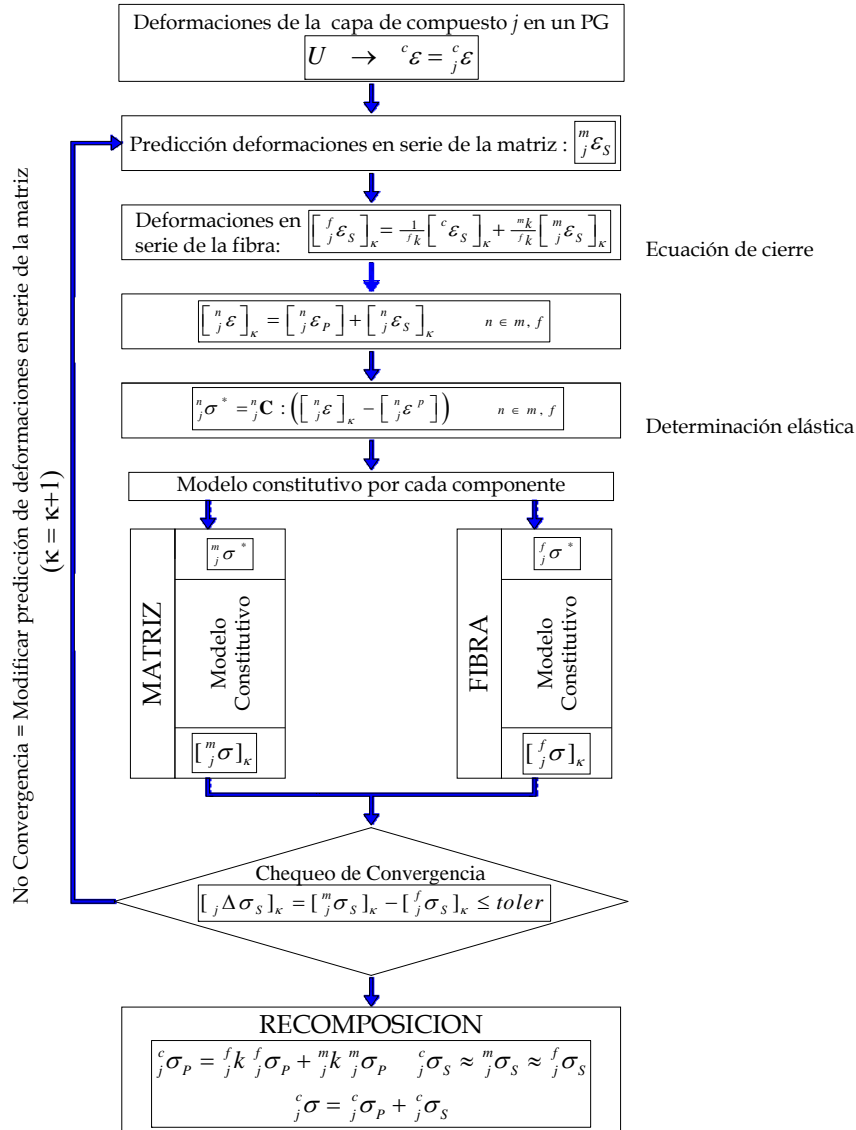 Deformaciones de la capa de compuesto j en un PG
U → ᶜε = ᶜⱼε
Predicción deformaciones en serie de la matriz : ᵐⱼε_S
Deformaciones en
serie de la fibra:
[ᶠⱼε_S]_κ = 1/ᶠk [ᶜε_S]_κ + ᵐk/ᶠk [ᵐⱼε_S]_κ
Ecuación de cierre
[ⁿⱼε]_κ = [ⁿⱼε_P] + [ⁿⱼε_S]_κ n ∈ m, f
ⁿⱼσ* = ⁿⱼC : ([ⁿⱼε]_κ − [ⁿⱼε^p]) n ∈ m, f
Determinación elástica
Modelo constitutivo por cada componente
MATRIZ
ᵐⱼσ*
Modelo
Constitutivo
[ᵐⱼσ]_κ
FIBRA
ᶠⱼσ*
Modelo
Constitutivo
[ᶠⱼσ]_κ
Chequeo de Convergencia
[ⱼΔσ_S]_κ = [ᵐⱼσ_S]_κ − [ᶠⱼσ_S]_κ ≤ toler
No Convergencia = Modificar predicción de deformaciones en serie de la matriz
(κ = κ+1)
RECOMPOSICION
ᶜⱼσ_P = ᶠⱼk ᶠⱼσ_P + ᵐⱼk ᵐⱼσ_P ᶜⱼσ_S ≈ ᵐⱼσ_S ≈ ᶠⱼσ_S
ᶜⱼσ = ᶜⱼσ_P + ᶜⱼσ_S